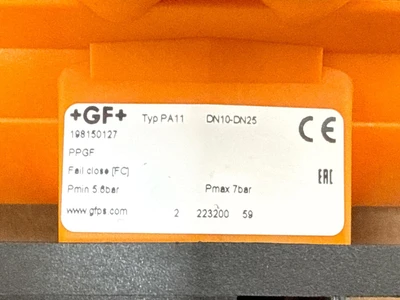 +GF+ Typ PA11 DN10-DN25
198150127
PPGF
Fail close [FC]
Pmin 5.6bar Pmax 7bar
www.gfps.com 2 223200 59
CE
EAC